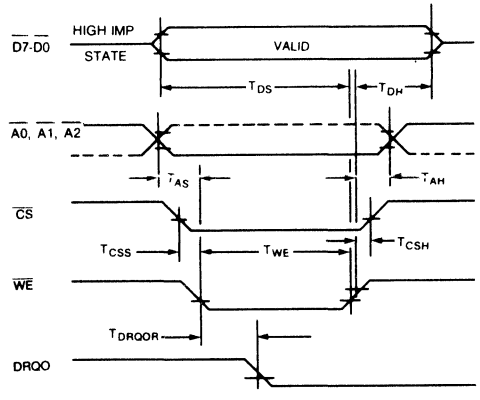 D7-D0
HIGH IMP
STATE
VALID
TDS
TDH
A0, A1, A2
TAS
TAH
CS
TCSS
TWE
TCSH
WE
TDRQOR
DRQO